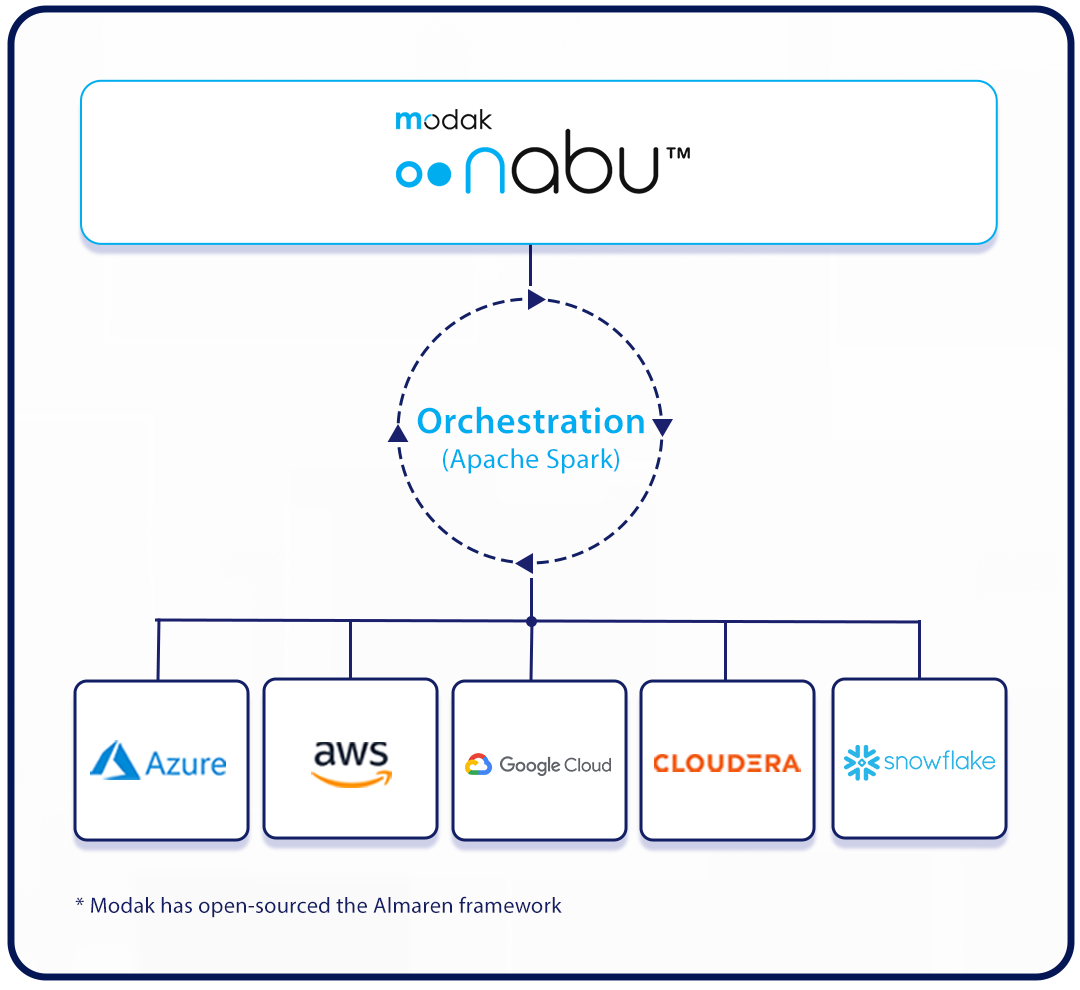 modak
nabu™
Orchestration
(Apache Spark)
Azure
aws
Google Cloud
CLOUDERA
snowflake
* Modak has open-sourced the Almaren framework